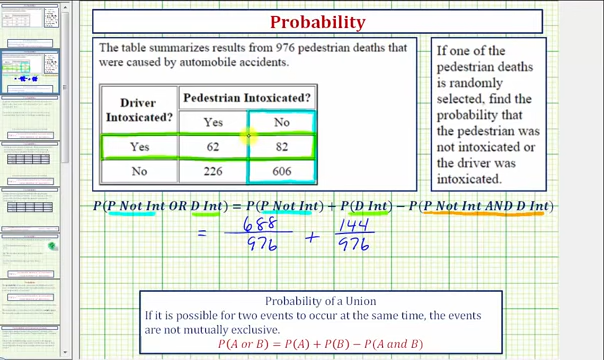 Probability
The table summarizes results from 976 pedestrian deaths that
were caused by automobile accidents.
Driver
Intoxicated?
Pedestrian Intoxicated?
Yes No
Yes 62 82
No 226 606
If one of the
pedestrian deaths
is randomly
selected, find the
probability that
the pedestrian was
not intoxicated or
the driver was
intoxicated.
P(P Not Int OR D Int) = P(P Not Int) + P(D Int) − P(P Not Int AND D Int)
= 688/976 + 144/976
Probability of a Union
If it is possible for two events to occur at the same time, the events
are not mutually exclusive.
P(A or B) = P(A) + P(B) − P(A and B)